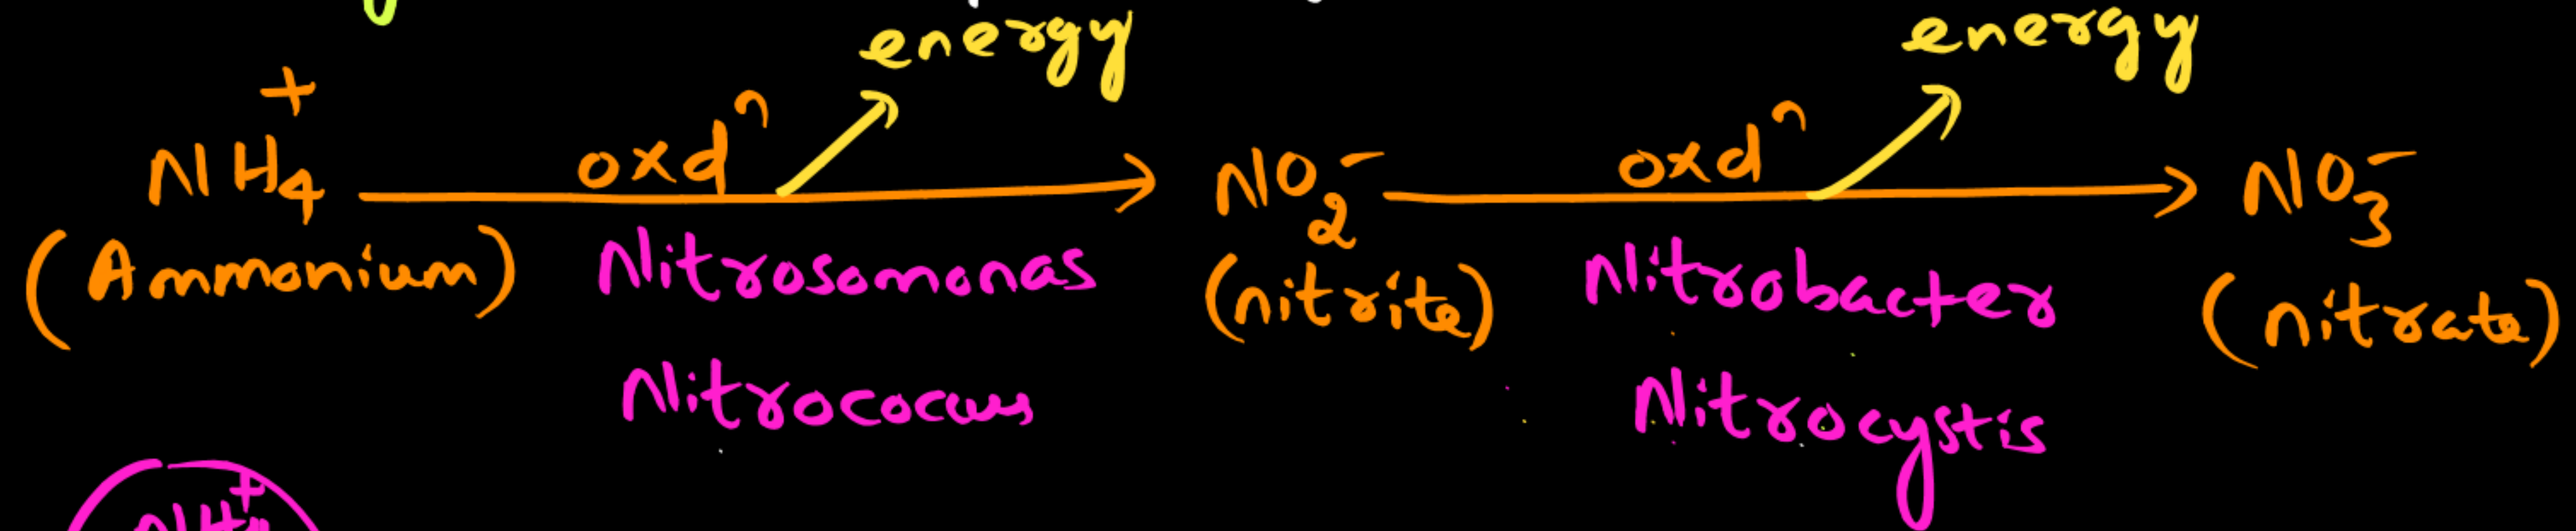 energy energy
NH₄⁺ oxdⁿ NO₂⁻ oxdⁿ NO₃⁻
(Ammonium) Nitrosomonas (nitrite) Nitrobacter (nitrate)
Nitrococcus Nitrocystis